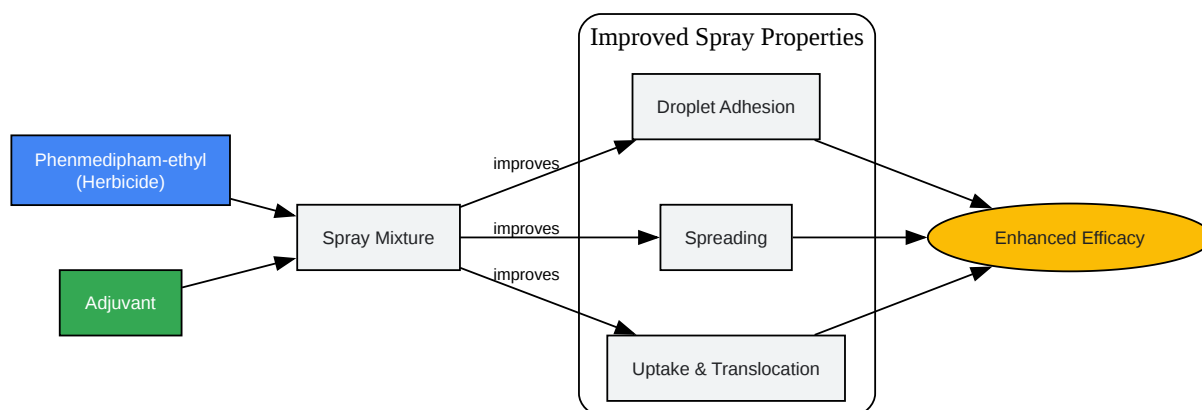 Improved Spray Properties
Droplet Adhesion
Phenmedipham-ethyl
(Herbicide)
improves
Spray Mixture
improves
Spreading
Enhanced Efficacy
improves
Adjuvant
Uptake & Translocation